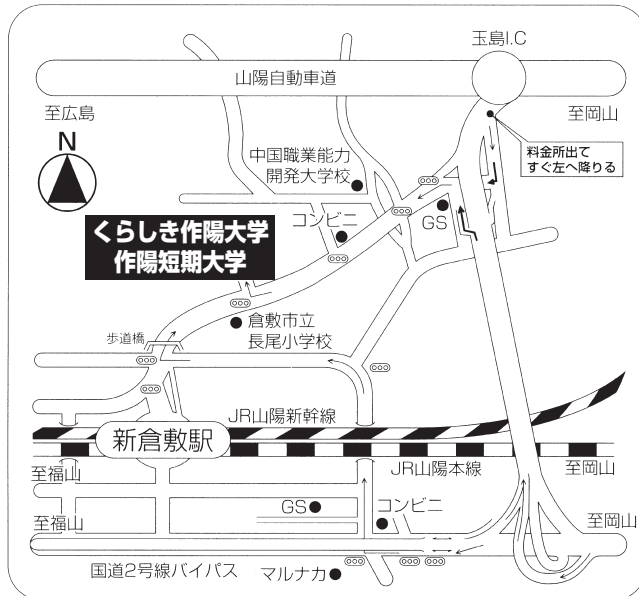 玉島I.C
山陽自動車道
至広島
至岡山
N
料金所出て
すぐ左へ降りる
中国職業能力
開発大学校
コンビニ
GS
くらしき作陽大学
作陽短期大学
倉敷市立
長尾小学校
歩道橋
JR山陽新幹線
新倉敷駅
JR山陽本線
至福山
至岡山
GS
コンビニ
至福山
至岡山
国道2号線バイパス
マルナカ